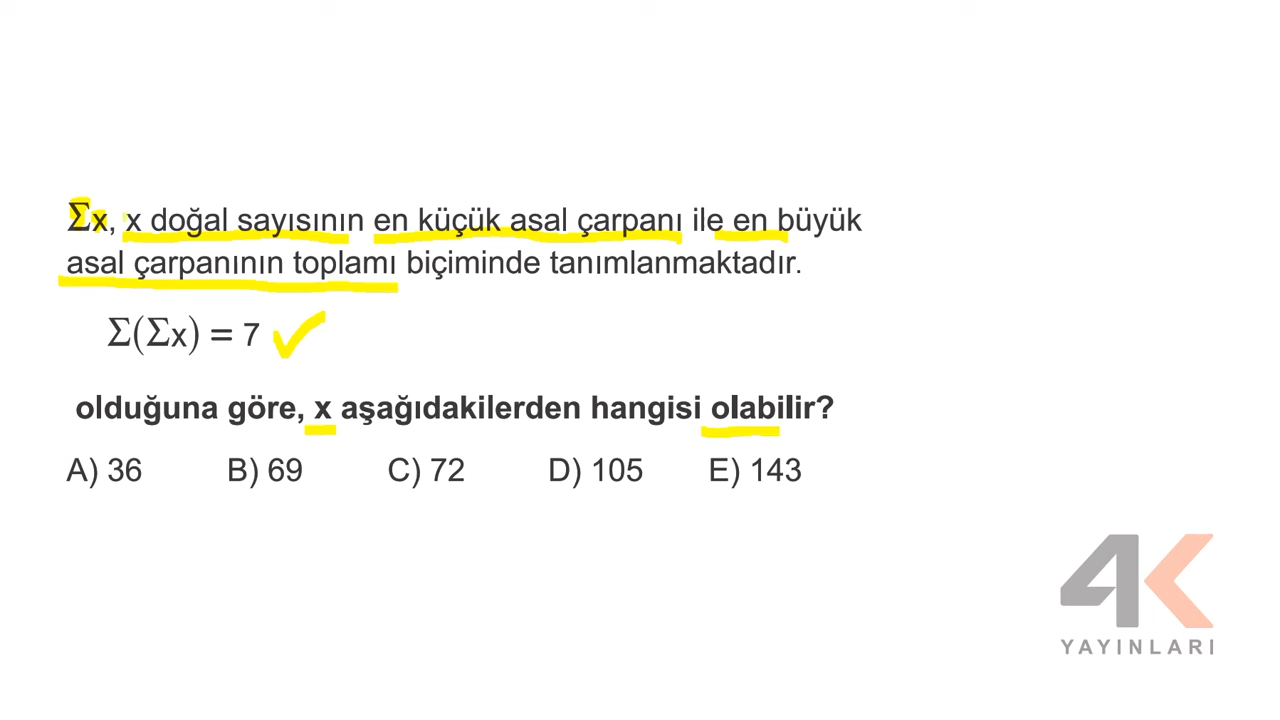 Σx, x doğal sayısının en küçük asal çarpanı ile en büyük
asal çarpanının toplamı biçiminde tanımlanmaktadır.
Σ(Σx) = 7
olduğuna göre, x aşağıdakilerden hangisi olabilir?
A) 36 B) 69 C) 72 D) 105 E) 143
4K
YAYINLARI